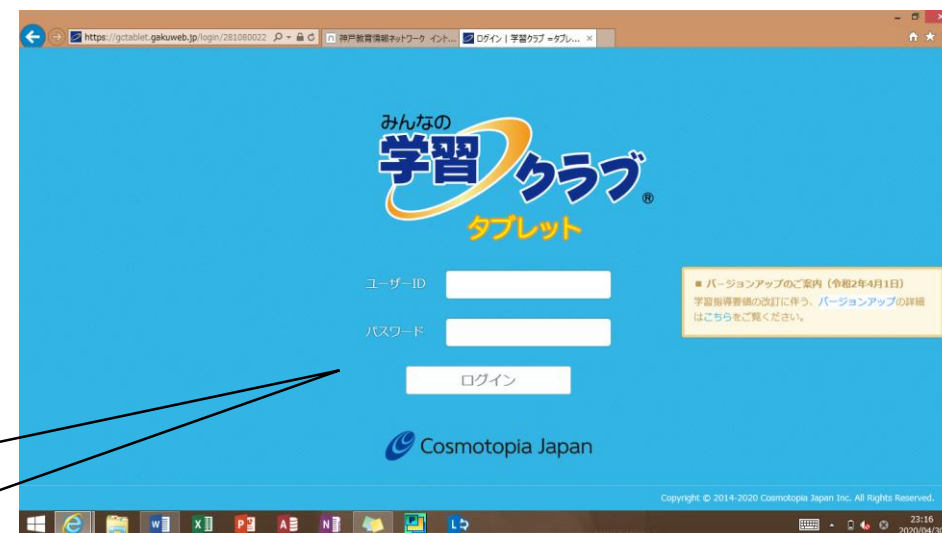 https://gctablet.gakuweb.jp/login/281080022
神戸教育情報ネットワーク イント...
ログイン | 学習クラブ =タブレ...
みんなの
学習クラブ®
タブレット
ユーザーID
パスワード
ログイン
■ バージョンアップのご案内（令和2年4月1日）
学習指導要領の改訂に伴う、バージョンアップの詳細
はこちらをご覧ください。
Cosmotopia Japan
Copyright © 2014-2020 Cosmotopia Japan Inc. All Rights Reserved.
23:16
2020/04/30